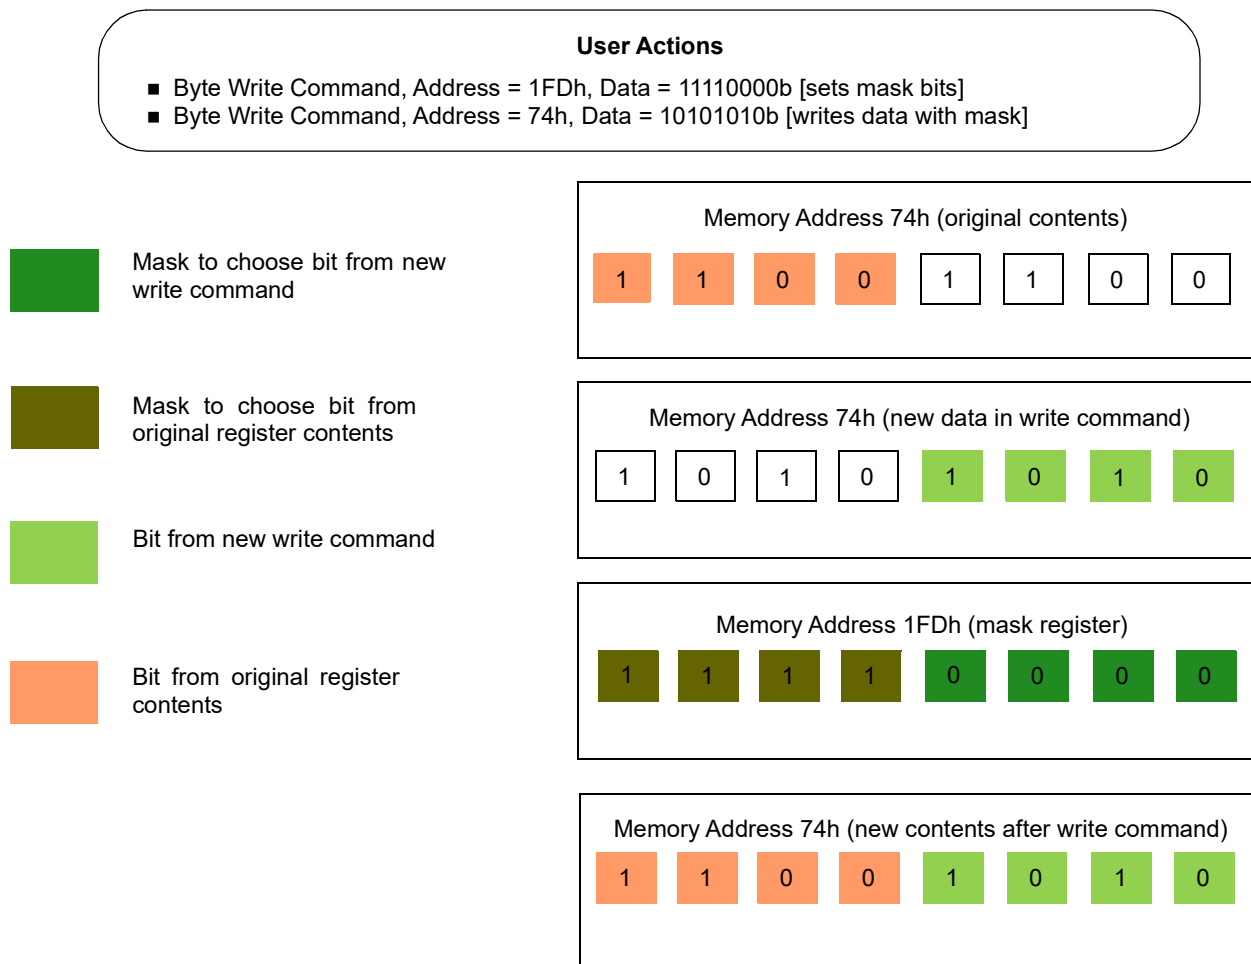 User Actions
■ Byte Write Command, Address = 1FDh, Data = 11110000b [sets mask bits]
■ Byte Write Command, Address = 74h, Data = 10101010b [writes data with mask]
Mask to choose bit from new
write command
Mask to choose bit from
original register contents
Bit from new write command
Bit from original register
contents
Memory Address 74h (original contents)
1 1 0 0 1 1 0 0
Memory Address 74h (new data in write command)
1 0 1 0 1 0 1 0
Memory Address 1FDh (mask register)
1 1 1 1 0 0 0 0
Memory Address 74h (new contents after write command)
1 1 0 0 1 0 1 0